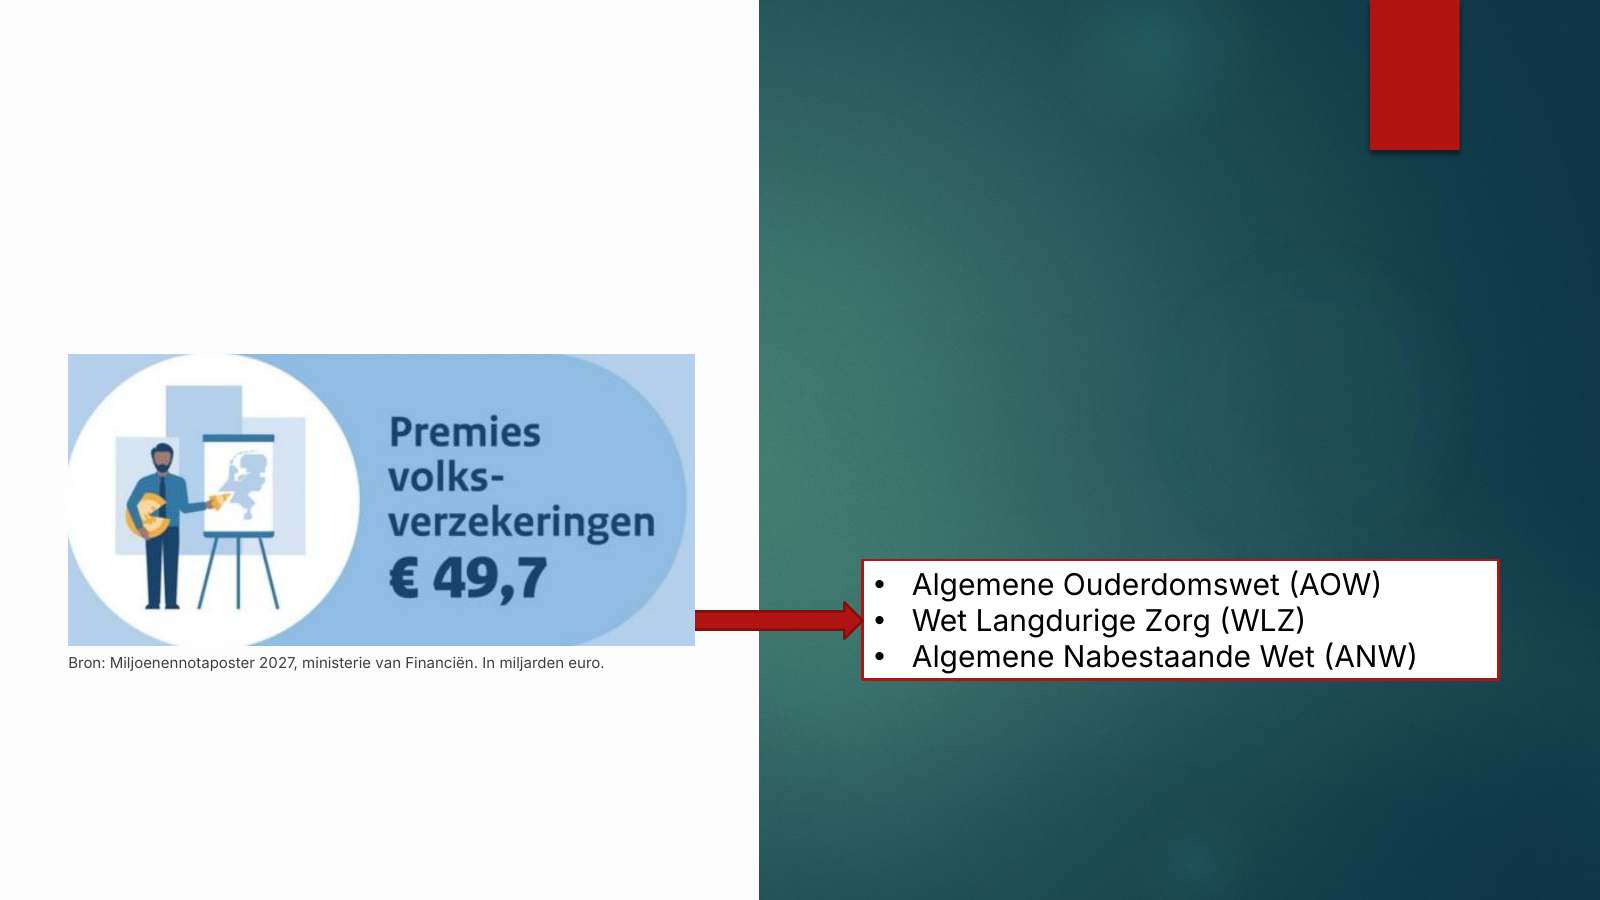 Premies
volks-
verzekeringen
€ 49,7
Bron: Miljoenennotaposter 2027, ministerie van Financiën. In miljarden euro.
• Algemene Ouderdomswet (AOW)
• Wet Langdurige Zorg (WLZ)
• Algemene Nabestaande Wet (ANW)